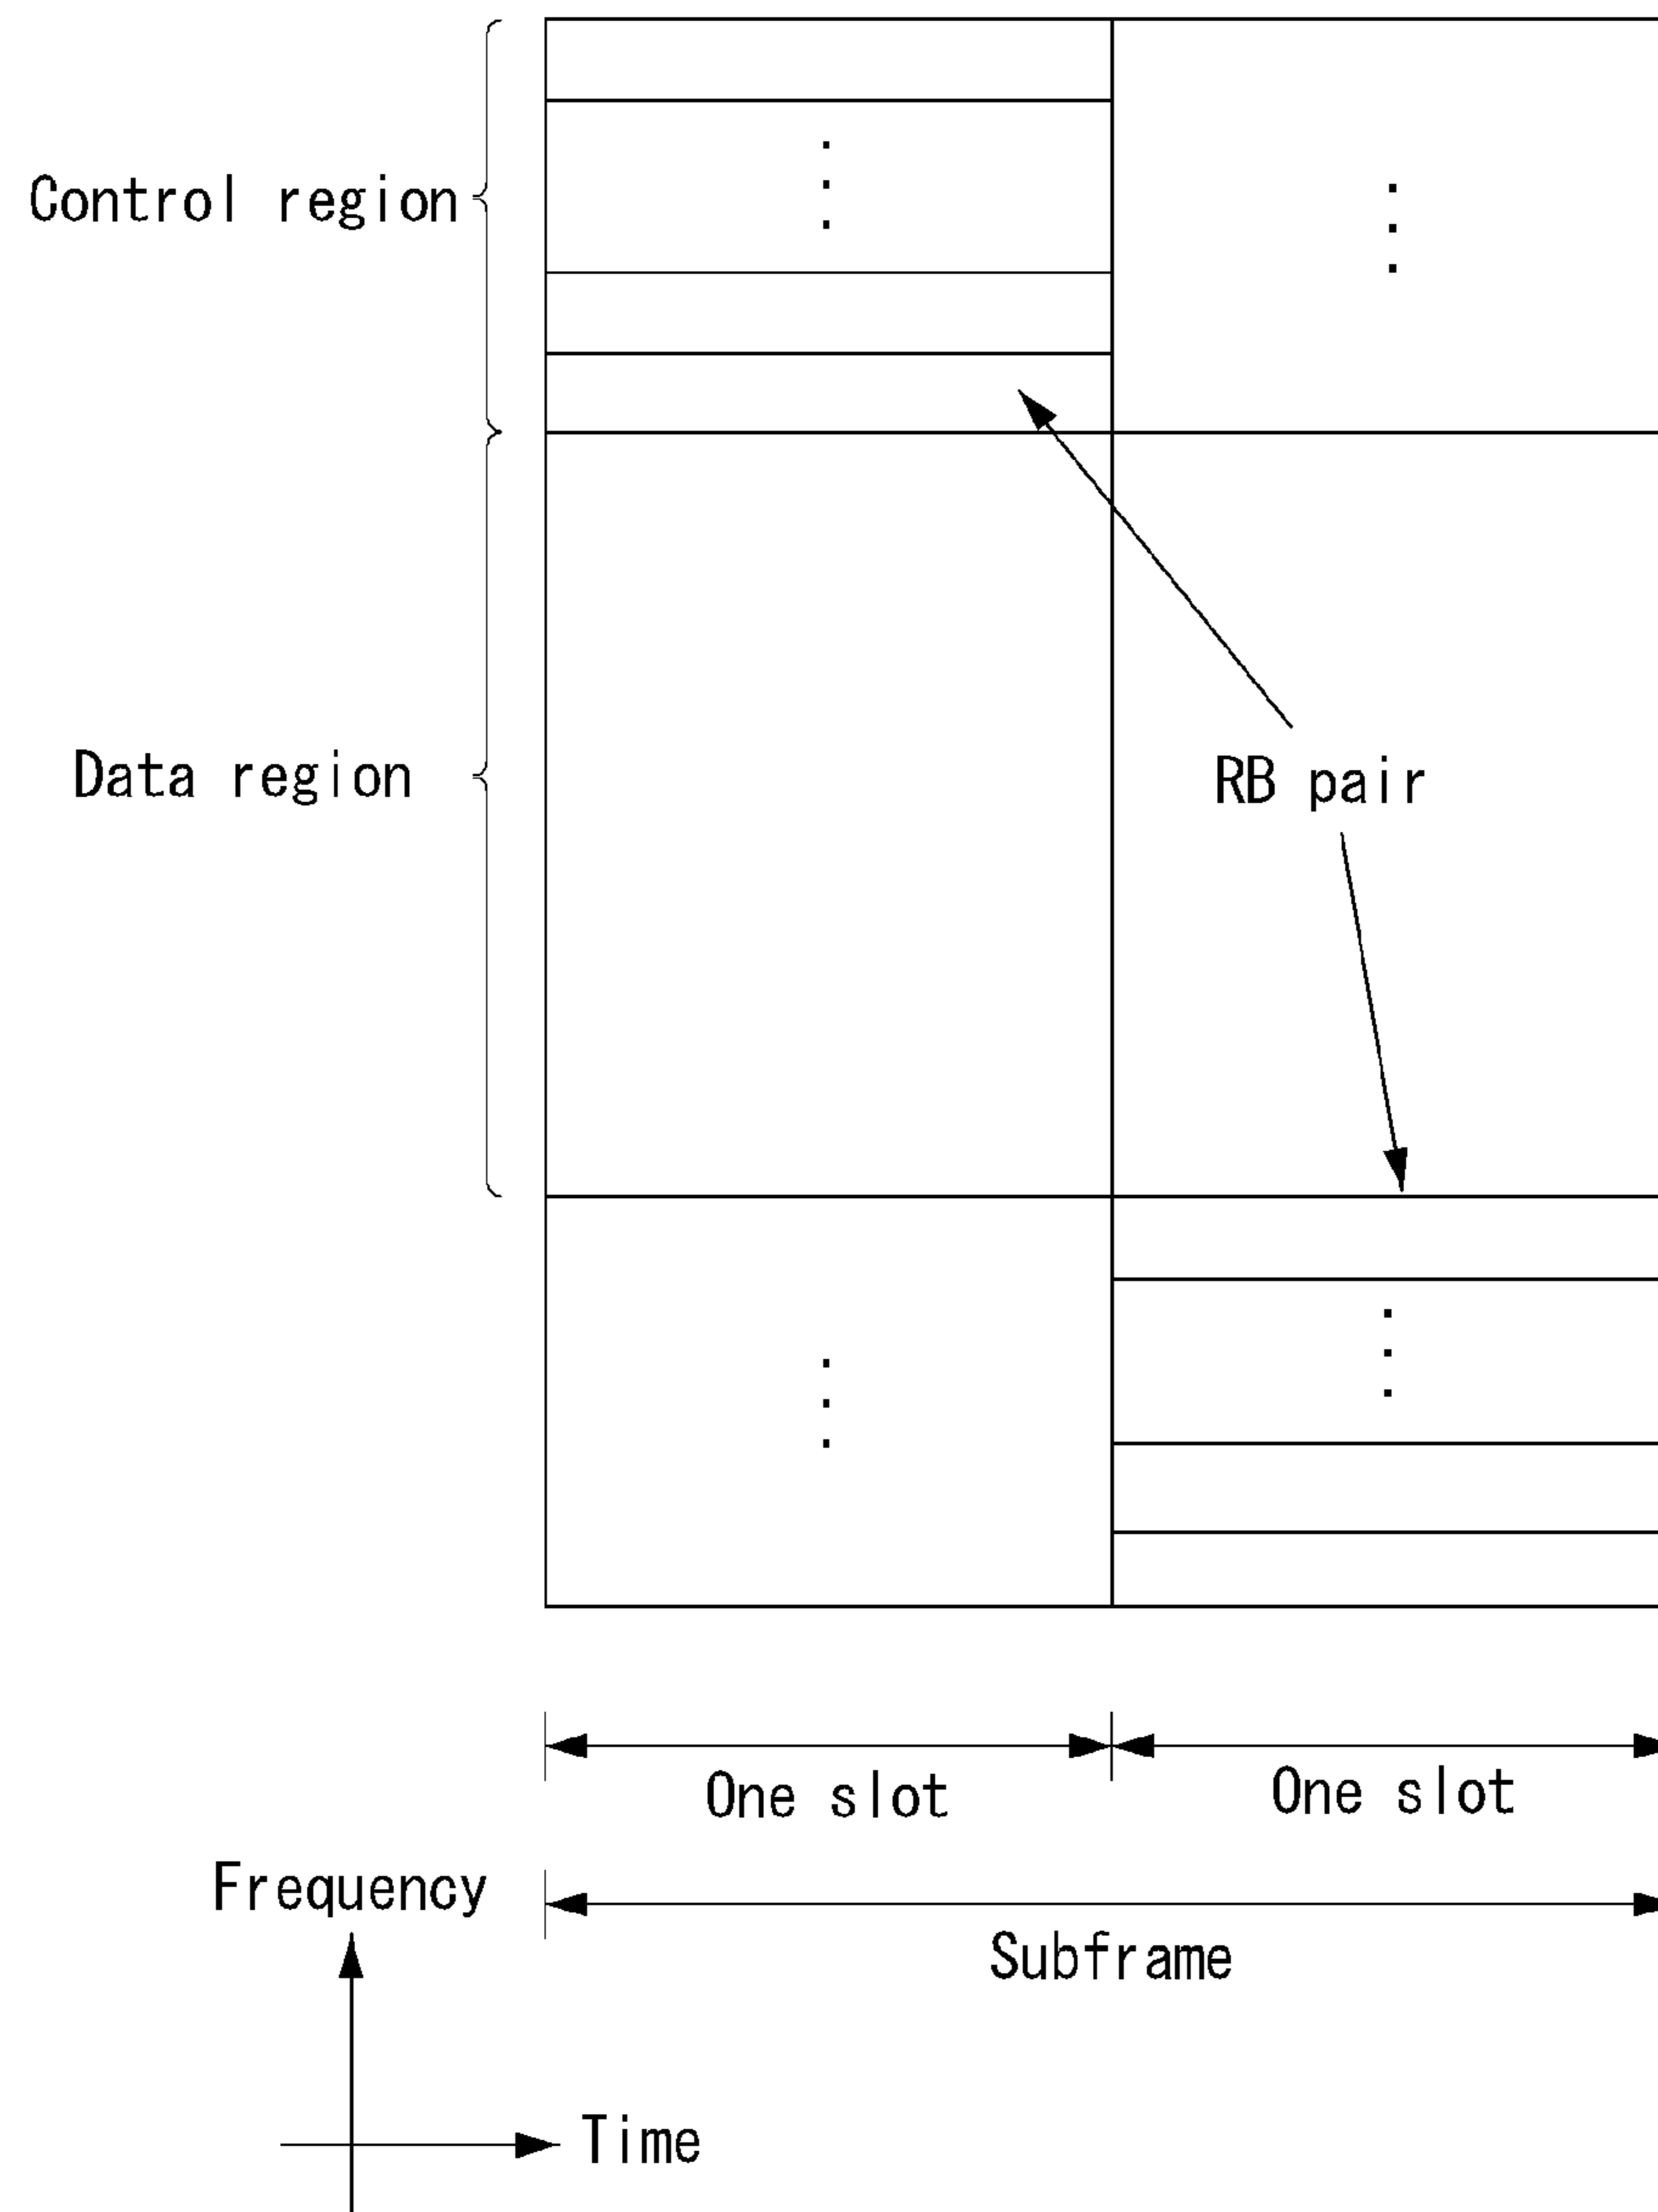 Control region
Data region
RB pair
One slot
One slot
Frequency
Subframe
Time